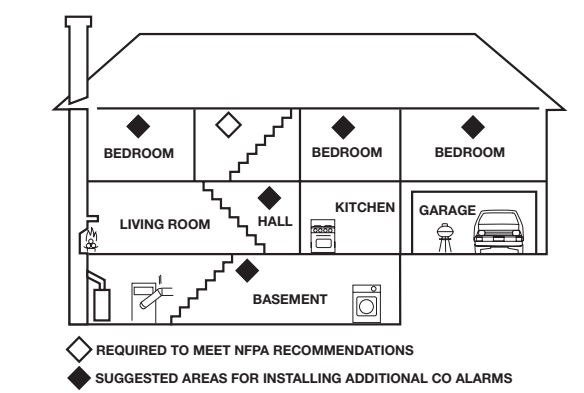 BEDROOM
BEDROOM
BEDROOM
LIVING ROOM
HALL
KITCHEN
GARAGE
BASEMENT
REQUIRED TO MEET NFPA RECOMMENDATIONS
SUGGESTED AREAS FOR INSTALLING ADDITIONAL CO ALARMS